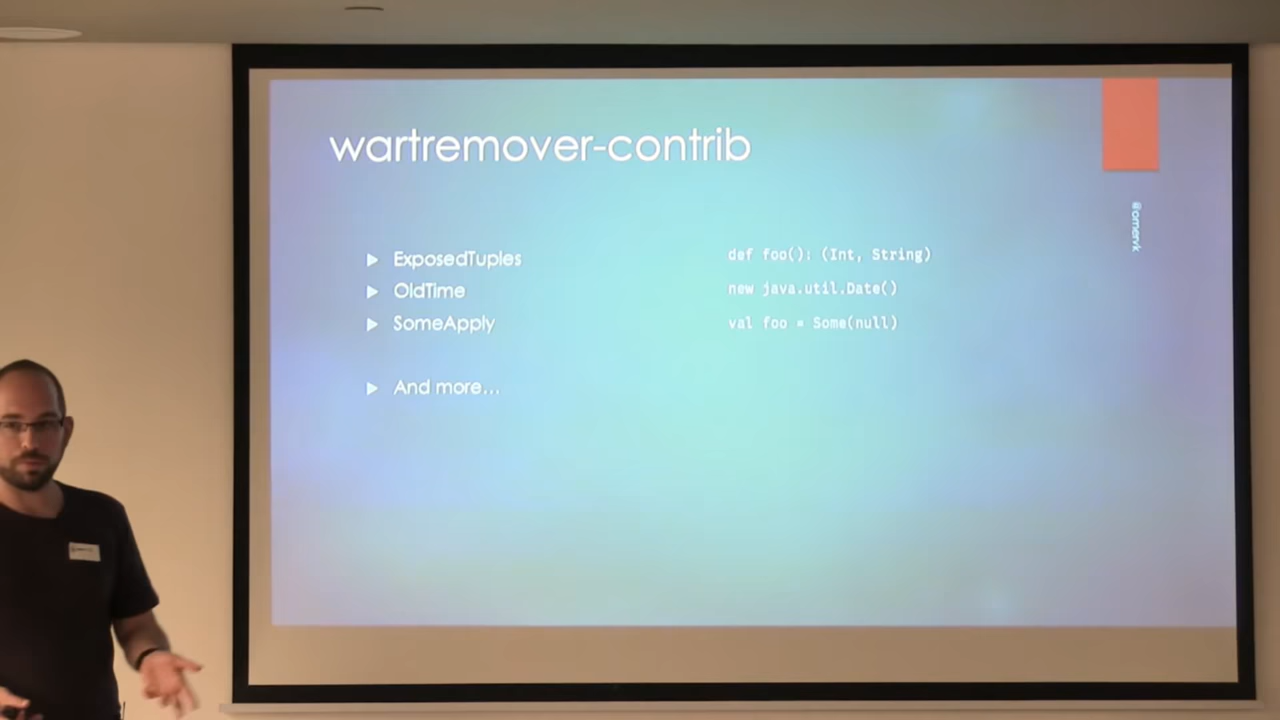 wartremover-contrib
@omervk
ExposedTuples def foo(): (Int, String)
OldTime new java.util.Date()
SomeApply val foo = Some(null)
And more...